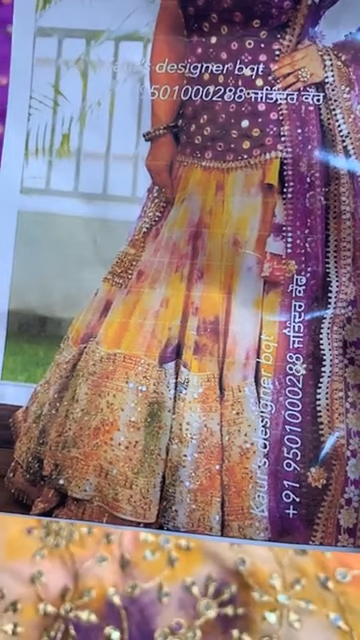 designer bqt
9501000288 ਜਤਿੰਦਰ ਕੌਰ
Kaur's designer bqt
+91 9501000288 ਜਤਿੰਦਰ ਕੌਰ